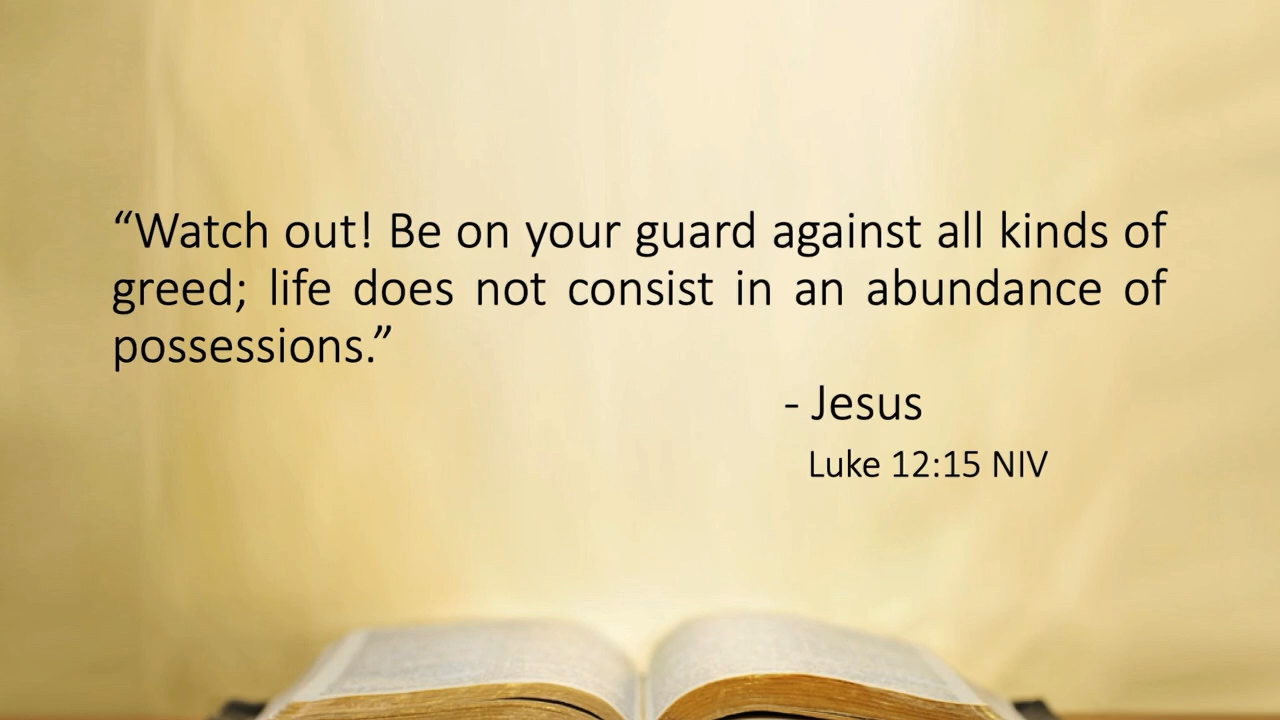 “Watch out! Be on your guard against all kinds of
greed; life does not consist in an abundance of
possessions.”
- Jesus
Luke 12:15 NIV